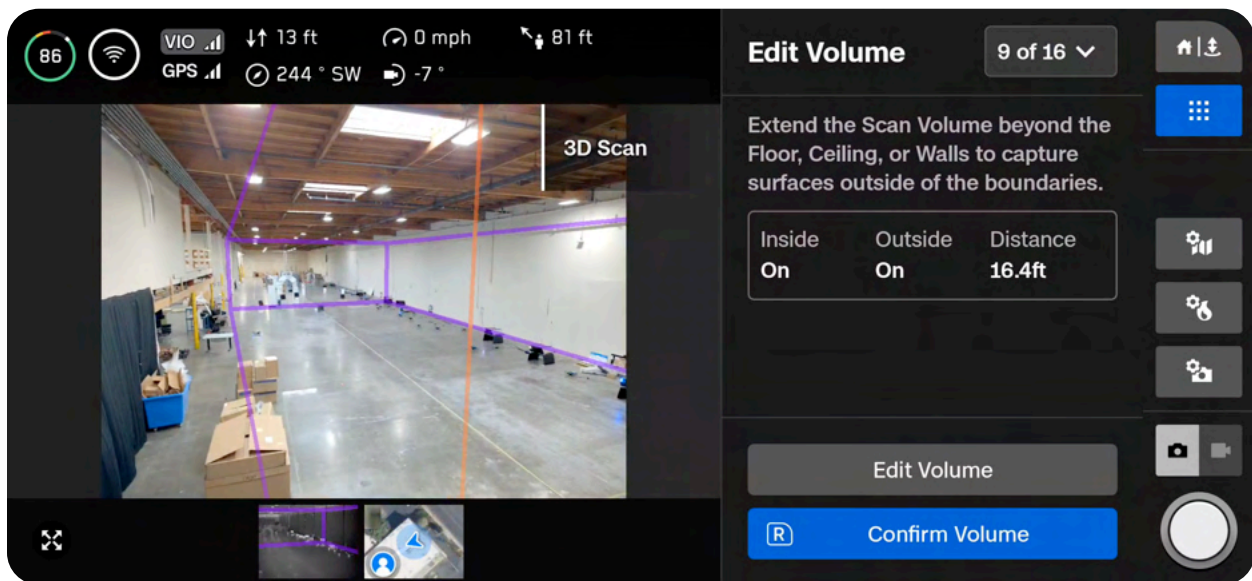 86
VIO
GPS
13 ft
0 mph
81 ft
244 ° SW
-7 °
3D Scan
Edit Volume
9 of 16
Extend the Scan Volume beyond the
Floor, Ceiling, or Walls to capture
surfaces outside of the boundaries.
Inside Outside Distance
On On 16.4ft
Edit Volume
R Confirm Volume